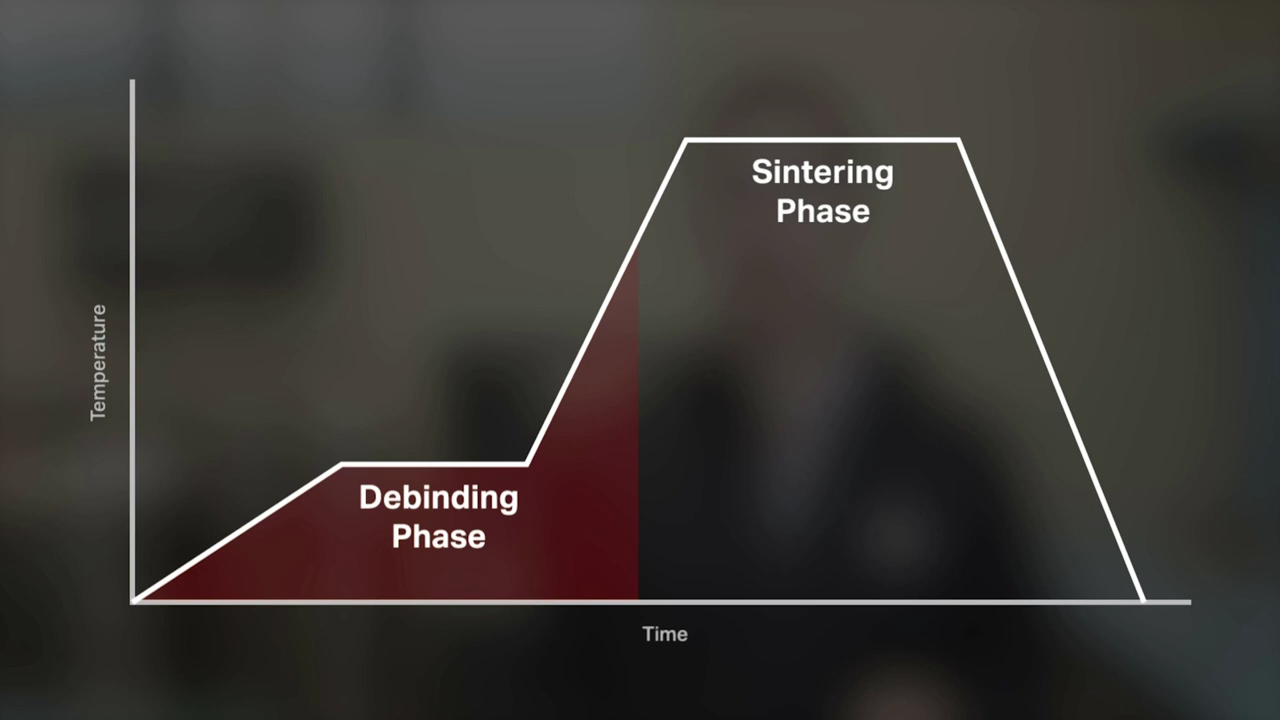 Sintering
Phase
Temperature
Debinding
Phase
Time